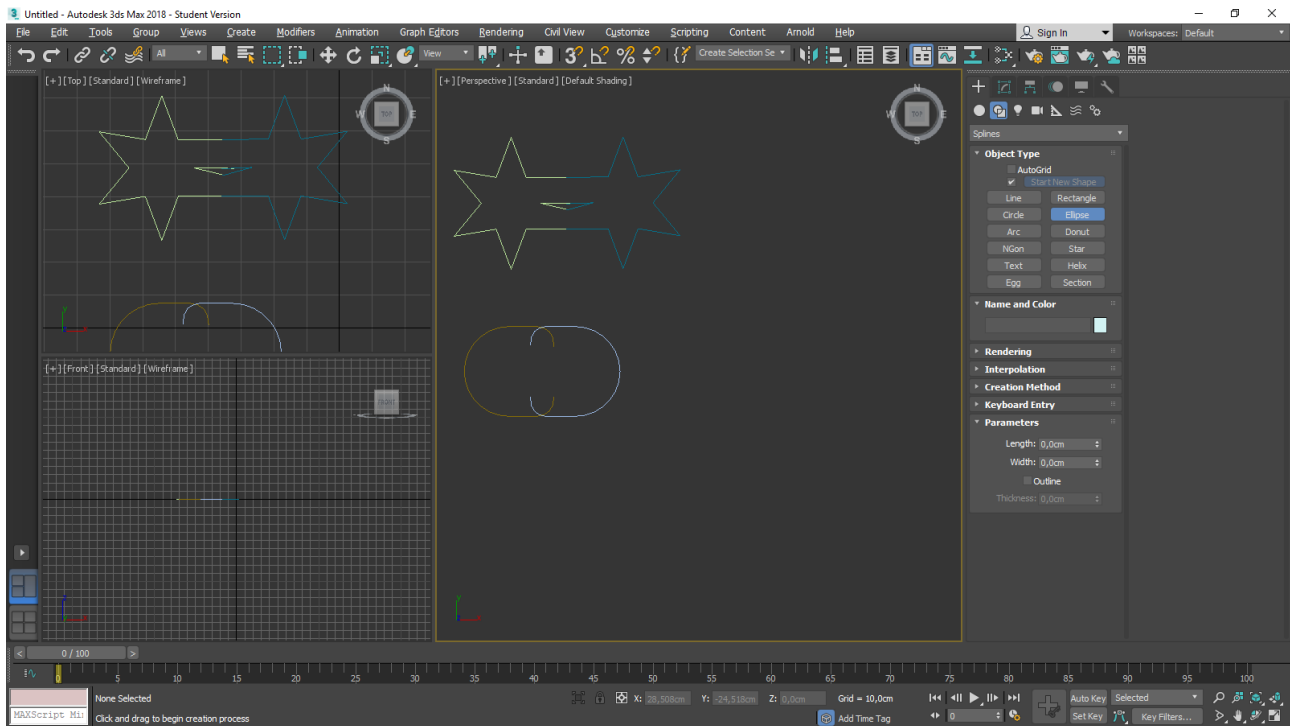 Untitled - Autodesk 3ds Max 2018 - Student Version
File Edit Tools Group Views Create Modifiers Animation Graph Editors Rendering Civil View Customize Scripting Content Arnold Help Sign In Workspaces: Default
All View Create Selection Se
[+] [Top] [Standard] [Wireframe]
N
W TOP E
S
[+] [Perspective] [Standard] [Default Shading]
N
W TOP E
S
y
[+] [Front] [Standard] [Wireframe]
FRONT
z
y
Splines
Object Type
AutoGrid
Start New Shape
Line Rectangle
Circle Ellipse
Arc Donut
NGon Star
Text Helix
Egg Section
Name and Color
Rendering
Interpolation
Creation Method
Keyboard Entry
Parameters
Length: 0,0cm
Width: 0,0cm
Outline
Thickness: 0,0cm
< 0 / 100 >
0 5 10 15 20 25 30 35 40 45 50 55 60 65 70 75 80 85 90 95 100
None Selected X: 28,508cm Y: -24,518cm Z: 0,0cm Grid = 10,0cm Auto Key Selected
MAXScript Mi Click and drag to begin creation process Add Time Tag 0 Set Key Key Filters...